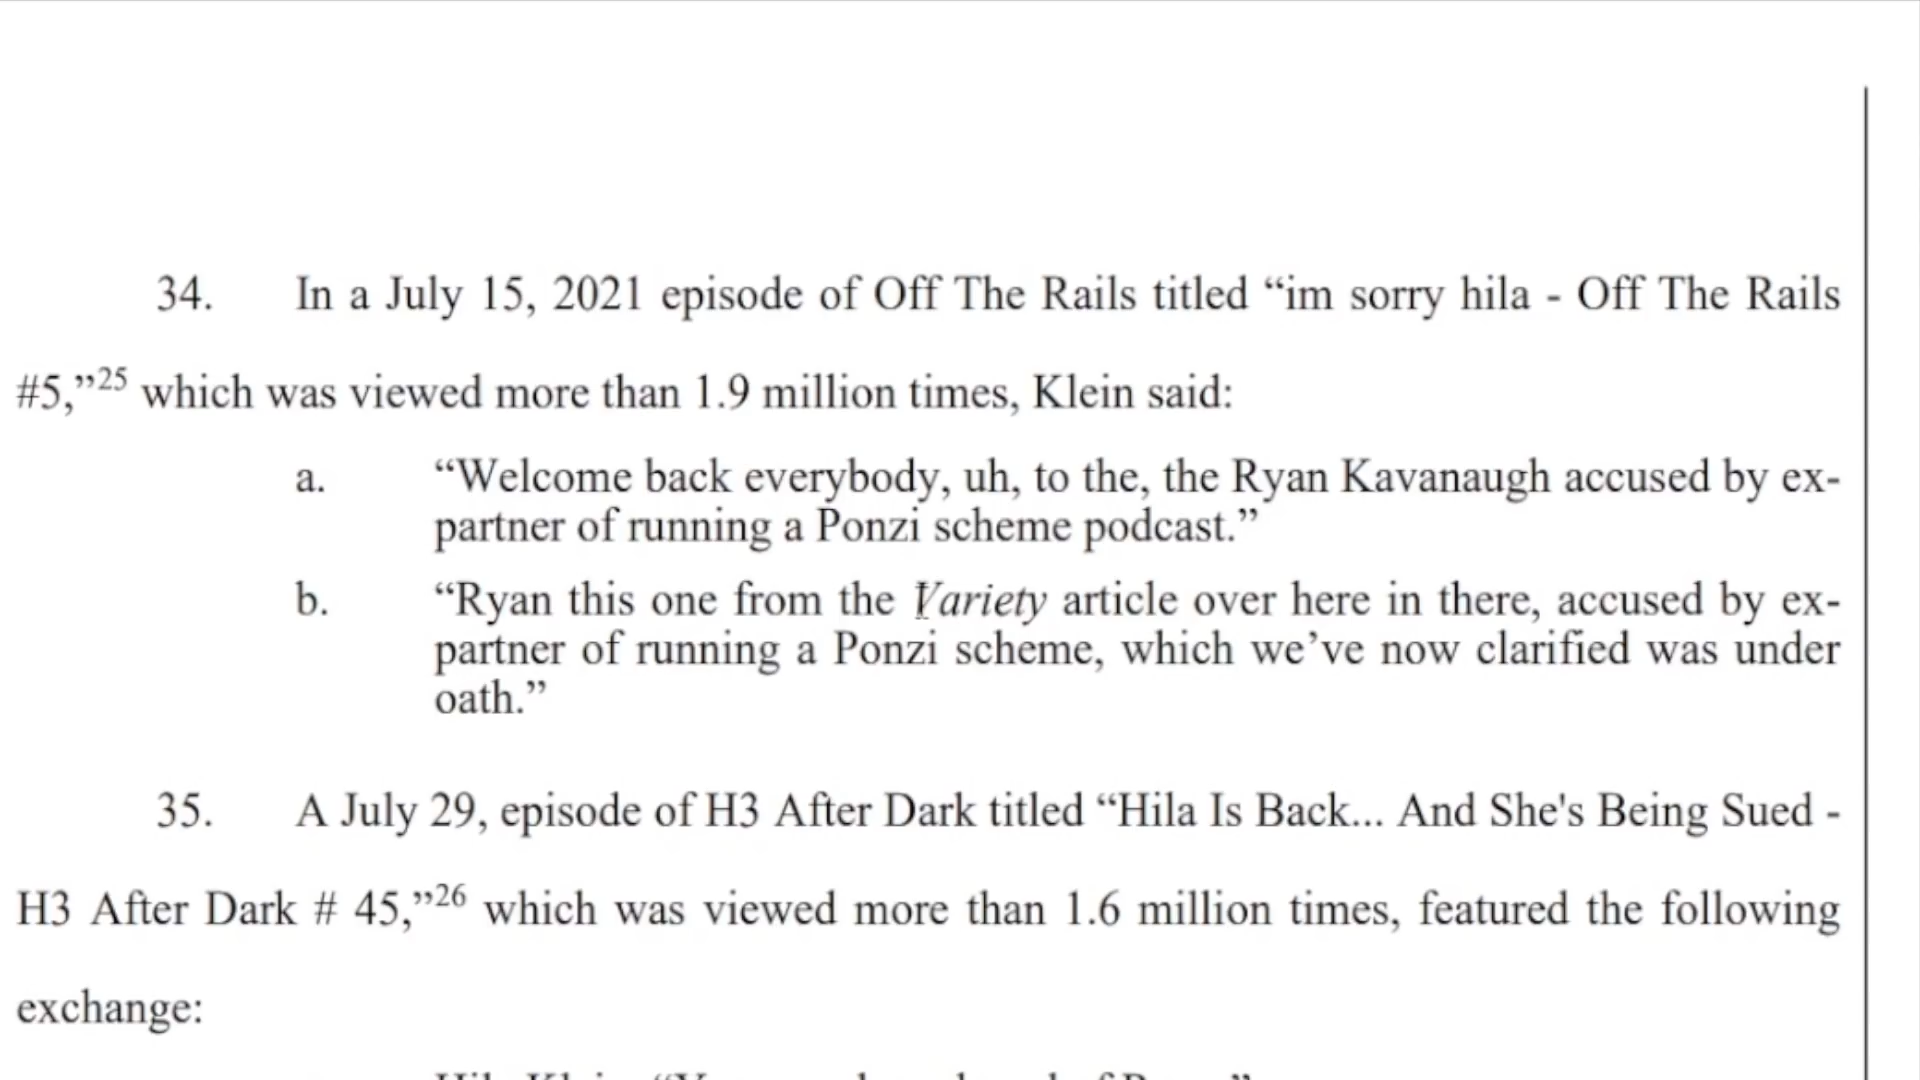 34. In a July 15, 2021 episode of Off The Rails titled “im sorry hila - Off The Rails
#5,”25 which was viewed more than 1.9 million times, Klein said:
a. “Welcome back everybody, uh, to the, the Ryan Kavanaugh accused by ex-
partner of running a Ponzi scheme podcast.”
b. “Ryan this one from the Variety article over here in there, accused by ex-
partner of running a Ponzi scheme, which we’ve now clarified was under
oath.”
35. A July 29, episode of H3 After Dark titled “Hila Is Back... And She's Being Sued -
H3 After Dark # 45,”26 which was viewed more than 1.6 million times, featured the following
exchange: